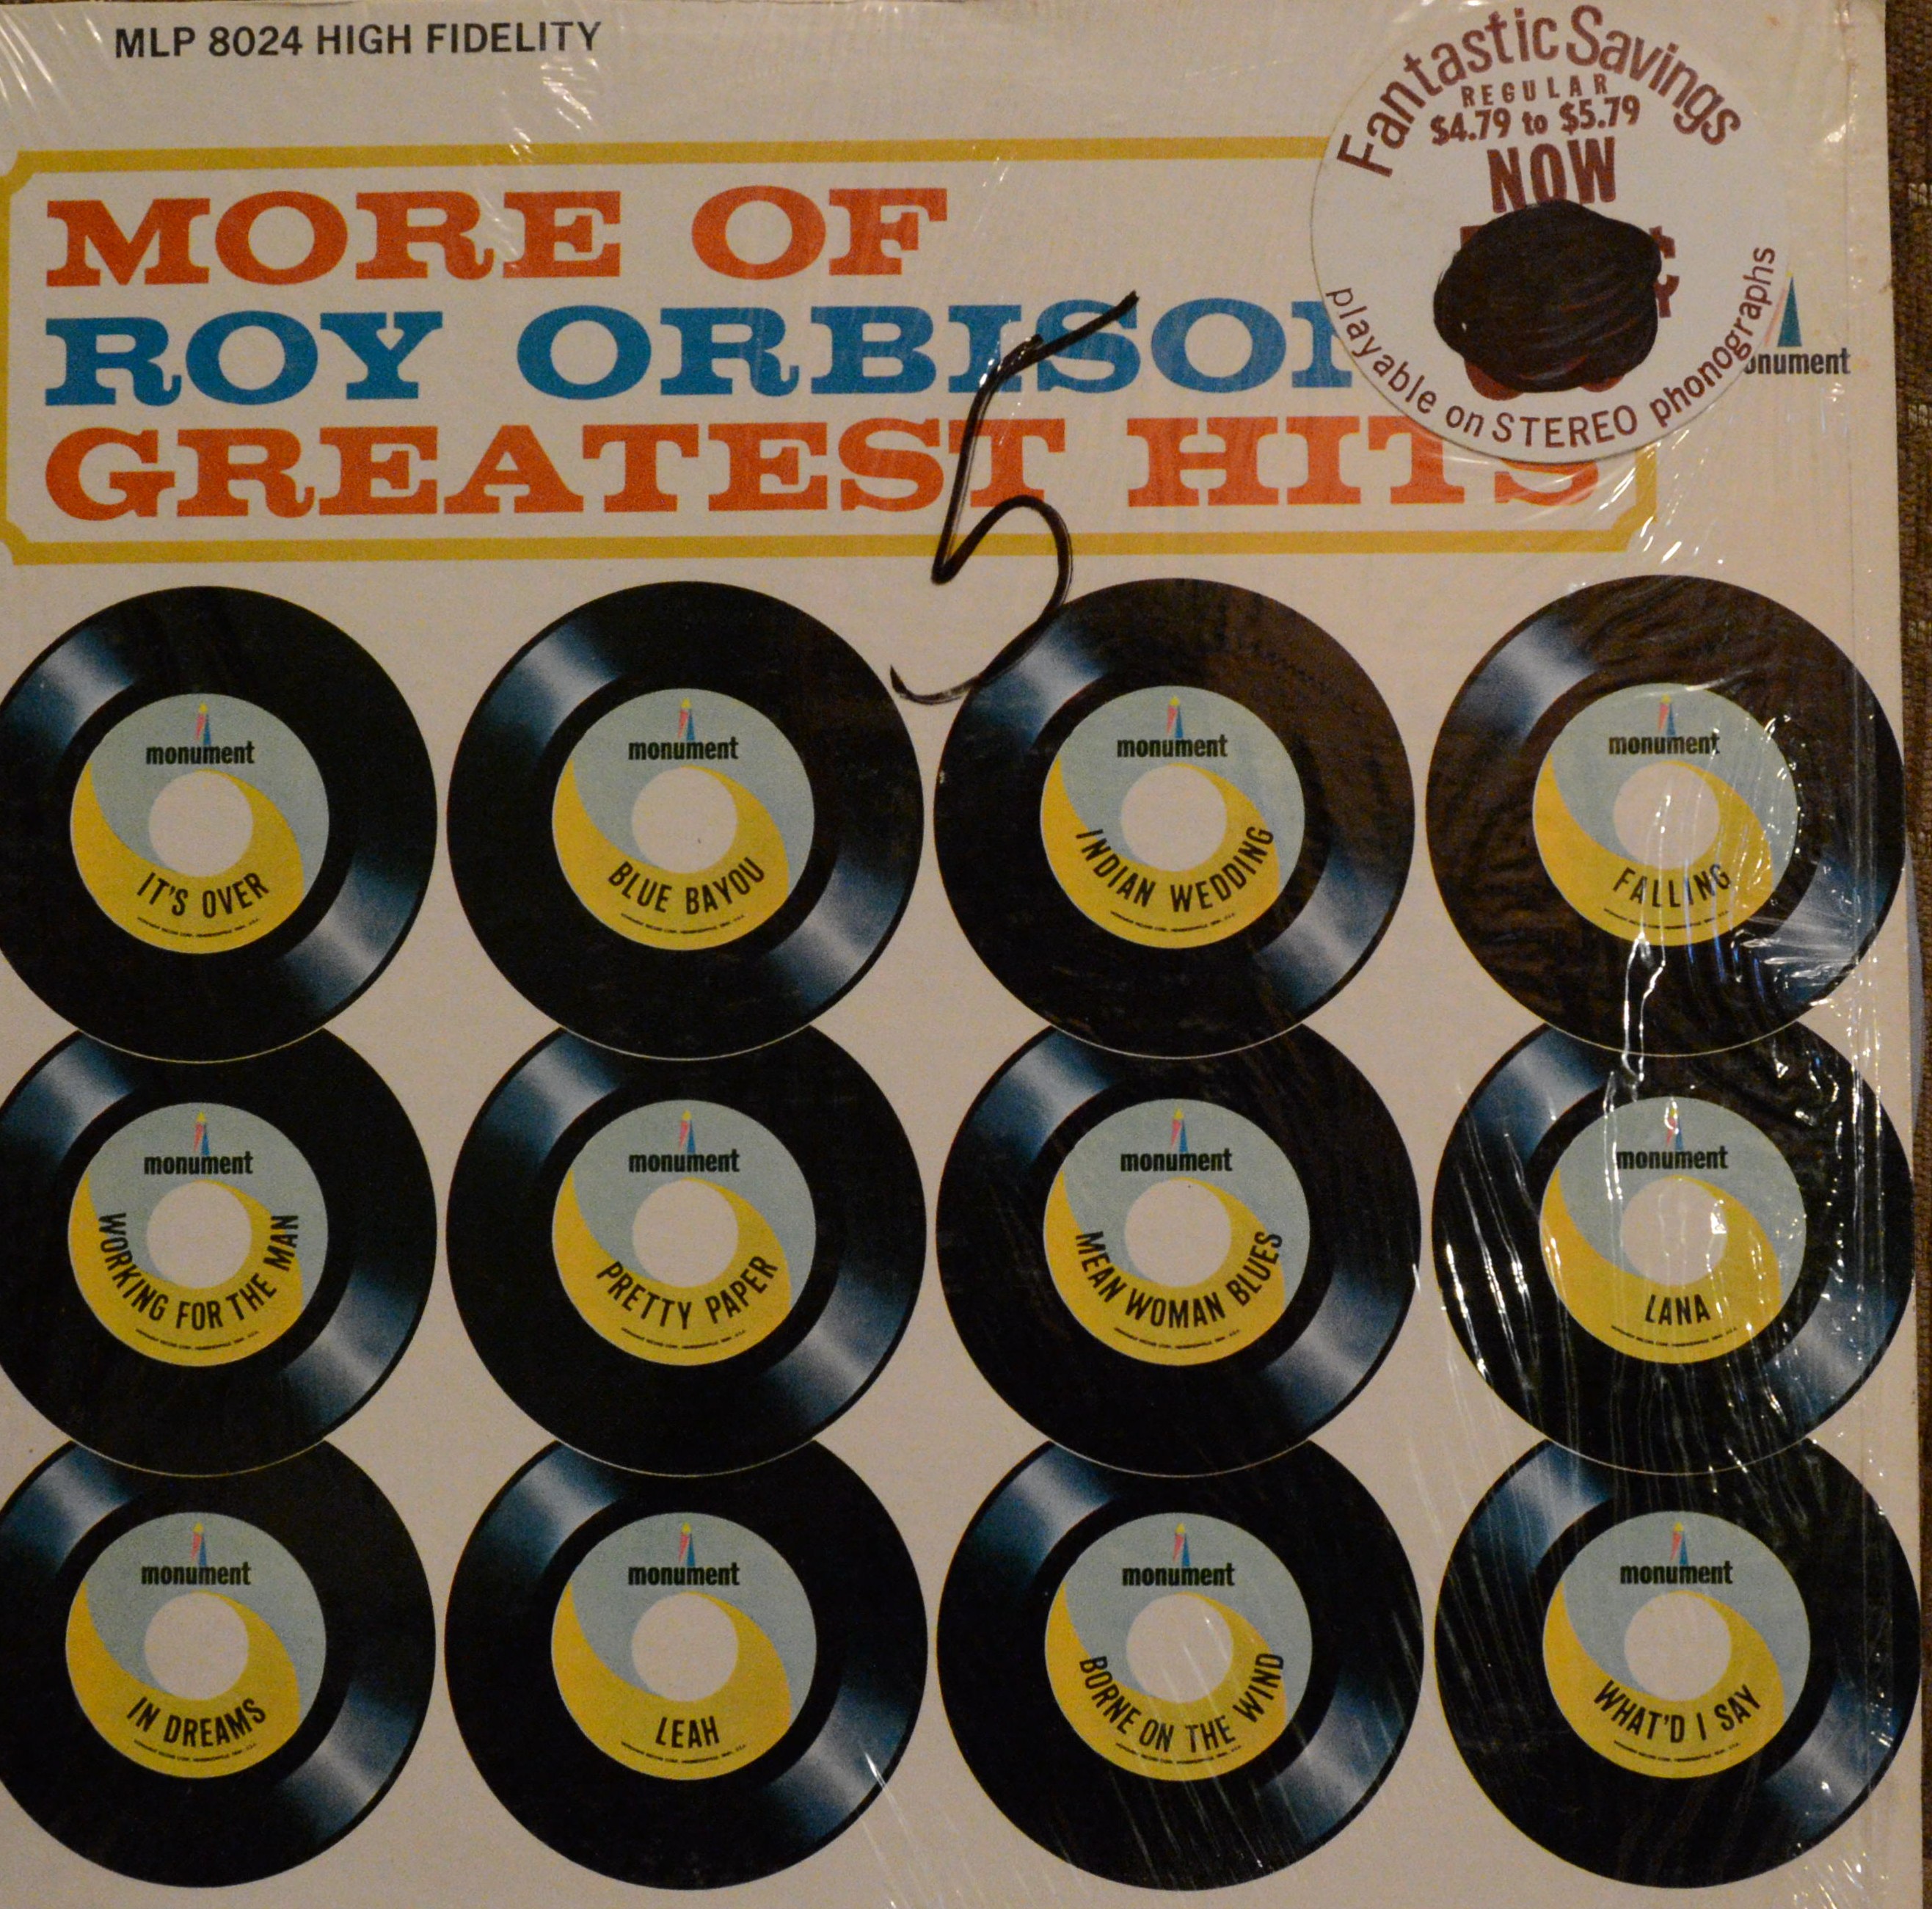 MLP 8024 HIGH FIDELITY
Fantastic Savings
REGULAR
$4.79 to $5.79
NOW
playable on STEREO phonographs
MORE OF
ROY ORBISON
GREATEST HITS
5
monument
IT'S OVER
monument
BLUE BAYOU
monument
INDIAN WEDDING
monument
FALLING
monument
WORKING FOR THE MAN
monument
PRETTY PAPER
monument
MEAN WOMAN BLUES
monument
LANA
monument
IN DREAMS
monument
LEAH
monument
BORNE ON THE WIND
monument
WHAT'D I SAY